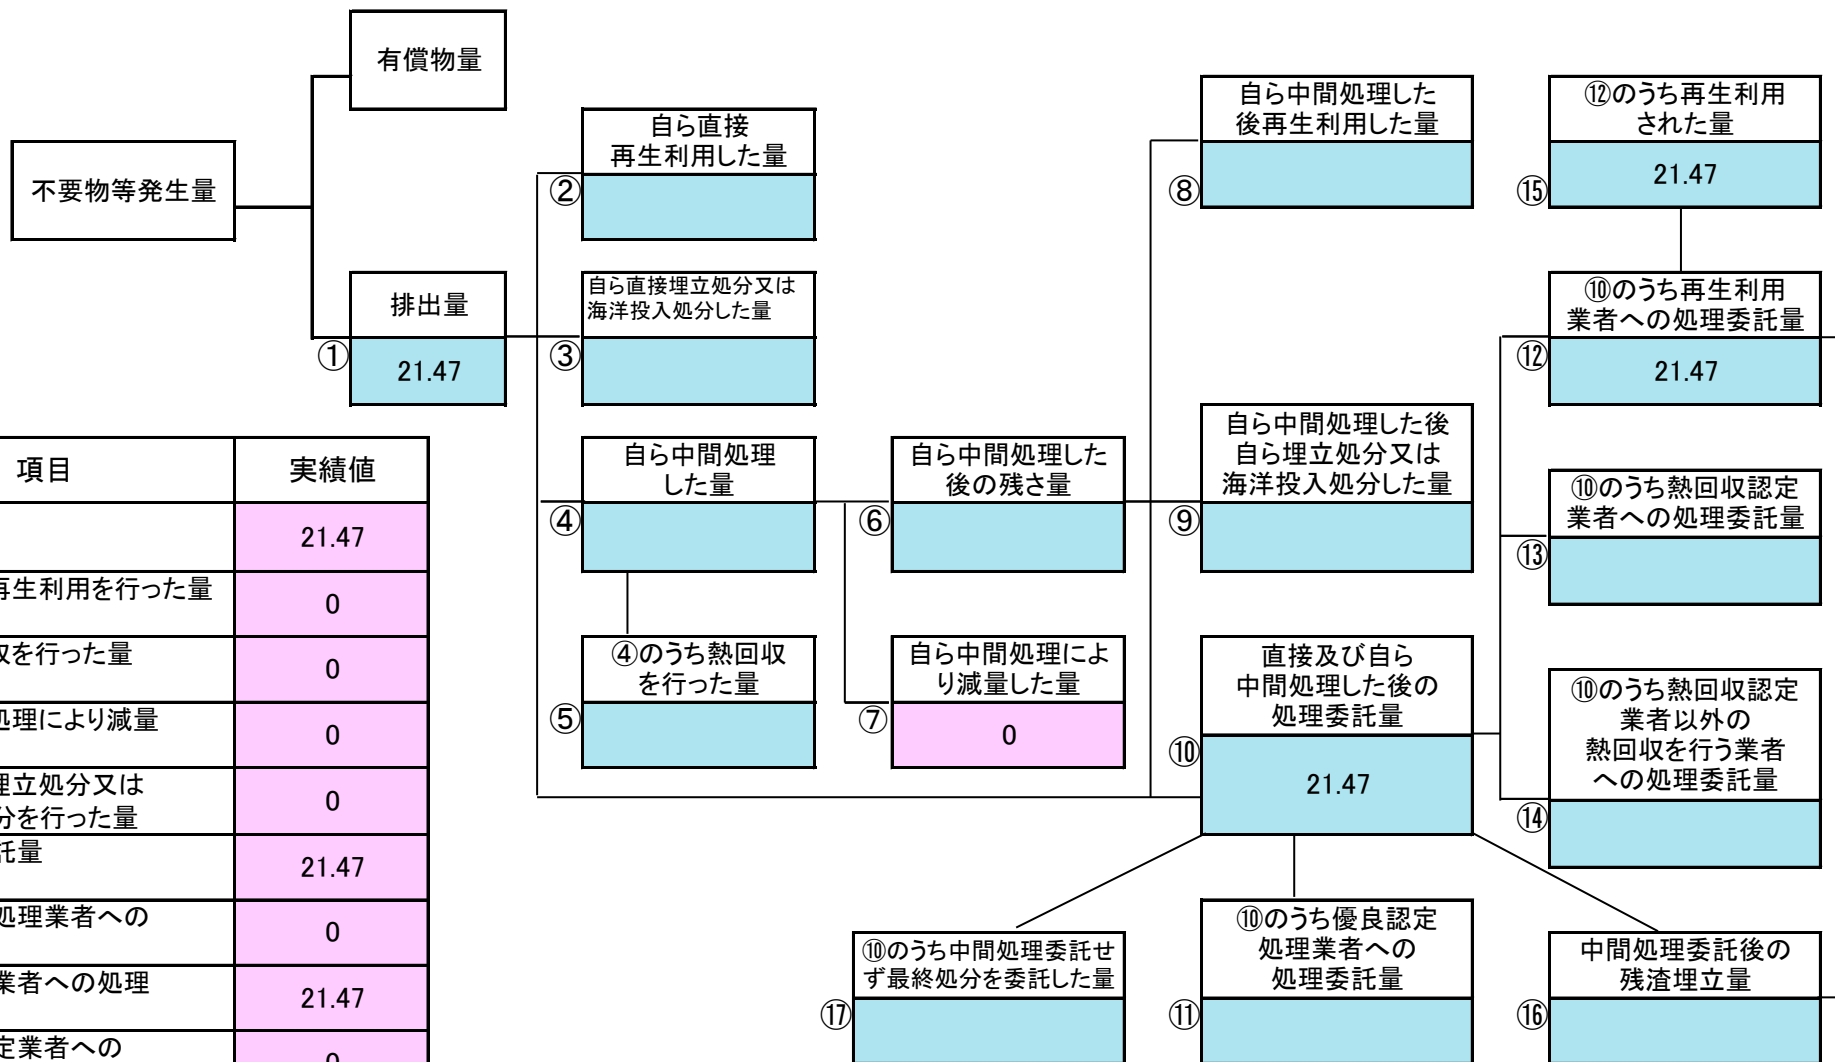 有償物量
不要物等発生量
排出量
①
21.47
自ら直接
再生利用した量
②
自ら直接埋立処分又は
海洋投入処分した量
③
自ら中間処理
した量
④
④のうち熱回収
を行った量
⑤
自ら中間処理した
後の残さ量
⑥
自ら中間処理によ
り減量した量
⑦
0
自ら中間処理した
後再生利用した量
⑧
自ら中間処理した後
自ら埋立処分又は
海洋投入処分した量
⑨
直接及び自ら
中間処理した後の
処理委託量
⑩
21.47
⑩のうち優良認定
処理業者への
処理委託量
⑪
⑩のうち中間処理委託せ
ず最終処分を委託した量
⑰
⑫のうち再生利用
された量
⑮
21.47
⑩のうち再生利用
業者への処理委託量
⑫
21.47
⑩のうち熱回収認定
業者への処理委託量
⑬
⑩のうち熱回収認定
業者以外の
熱回収を行う業者
への処理委託量
⑭
中間処理委託後の
残渣埋立量
⑯
項目
実績値
21.47
再生利用を行った量
0
を行った量
0
処理により減量
0
埋立処分又は
分を行った量
0
託量
21.47
処理業者への
0
業者への処理
21.47
定業者への
0